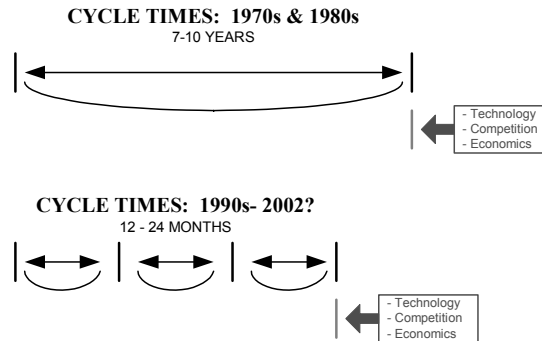 CYCLE TIMES: 1970s & 1980s
7-10 YEARS
- Technology
- Competition
- Economics
CYCLE TIMES: 1990s- 2002?
12 - 24 MONTHS
- Technology
- Competition
- Economics